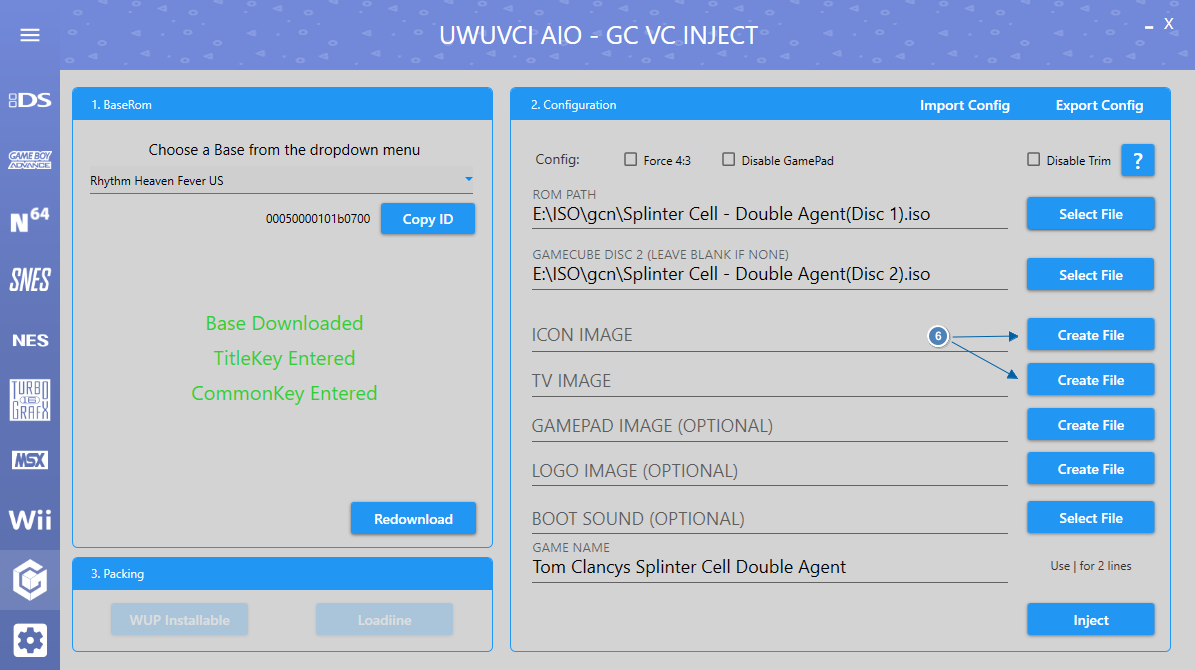 UWUVCI AIO - GC VC INJECT
X
DS
GAME BOY ADVANCE
N64
SNES
NES
TURBO
16
GRAFX
MSX
Wii
1. BaseRom
Choose a Base from the dropdown menu
Rhythm Heaven Fever US
00050000101b0700
Copy ID
Base Downloaded
TitleKey Entered
CommonKey Entered
Redownload
3. Packing
WUP Installable
Loadiine
2. Configuration
Import Config
Export Config
Config:
Force 4:3
Disable GamePad
Disable Trim
?
ROM PATH
E:\ISO\gcn\Splinter Cell - Double Agent(Disc 1).iso
Select File
GAMECUBE DISC 2 (LEAVE BLANK IF NONE)
E:\ISO\gcn\Splinter Cell - Double Agent(Disc 2).iso
Select File
ICON IMAGE
6
Create File
TV IMAGE
Create File
GAMEPAD IMAGE (OPTIONAL)
Create File
LOGO IMAGE (OPTIONAL)
Create File
BOOT SOUND (OPTIONAL)
Select File
GAME NAME
Tom Clancys Splinter Cell Double Agent
Use | for 2 lines
Inject